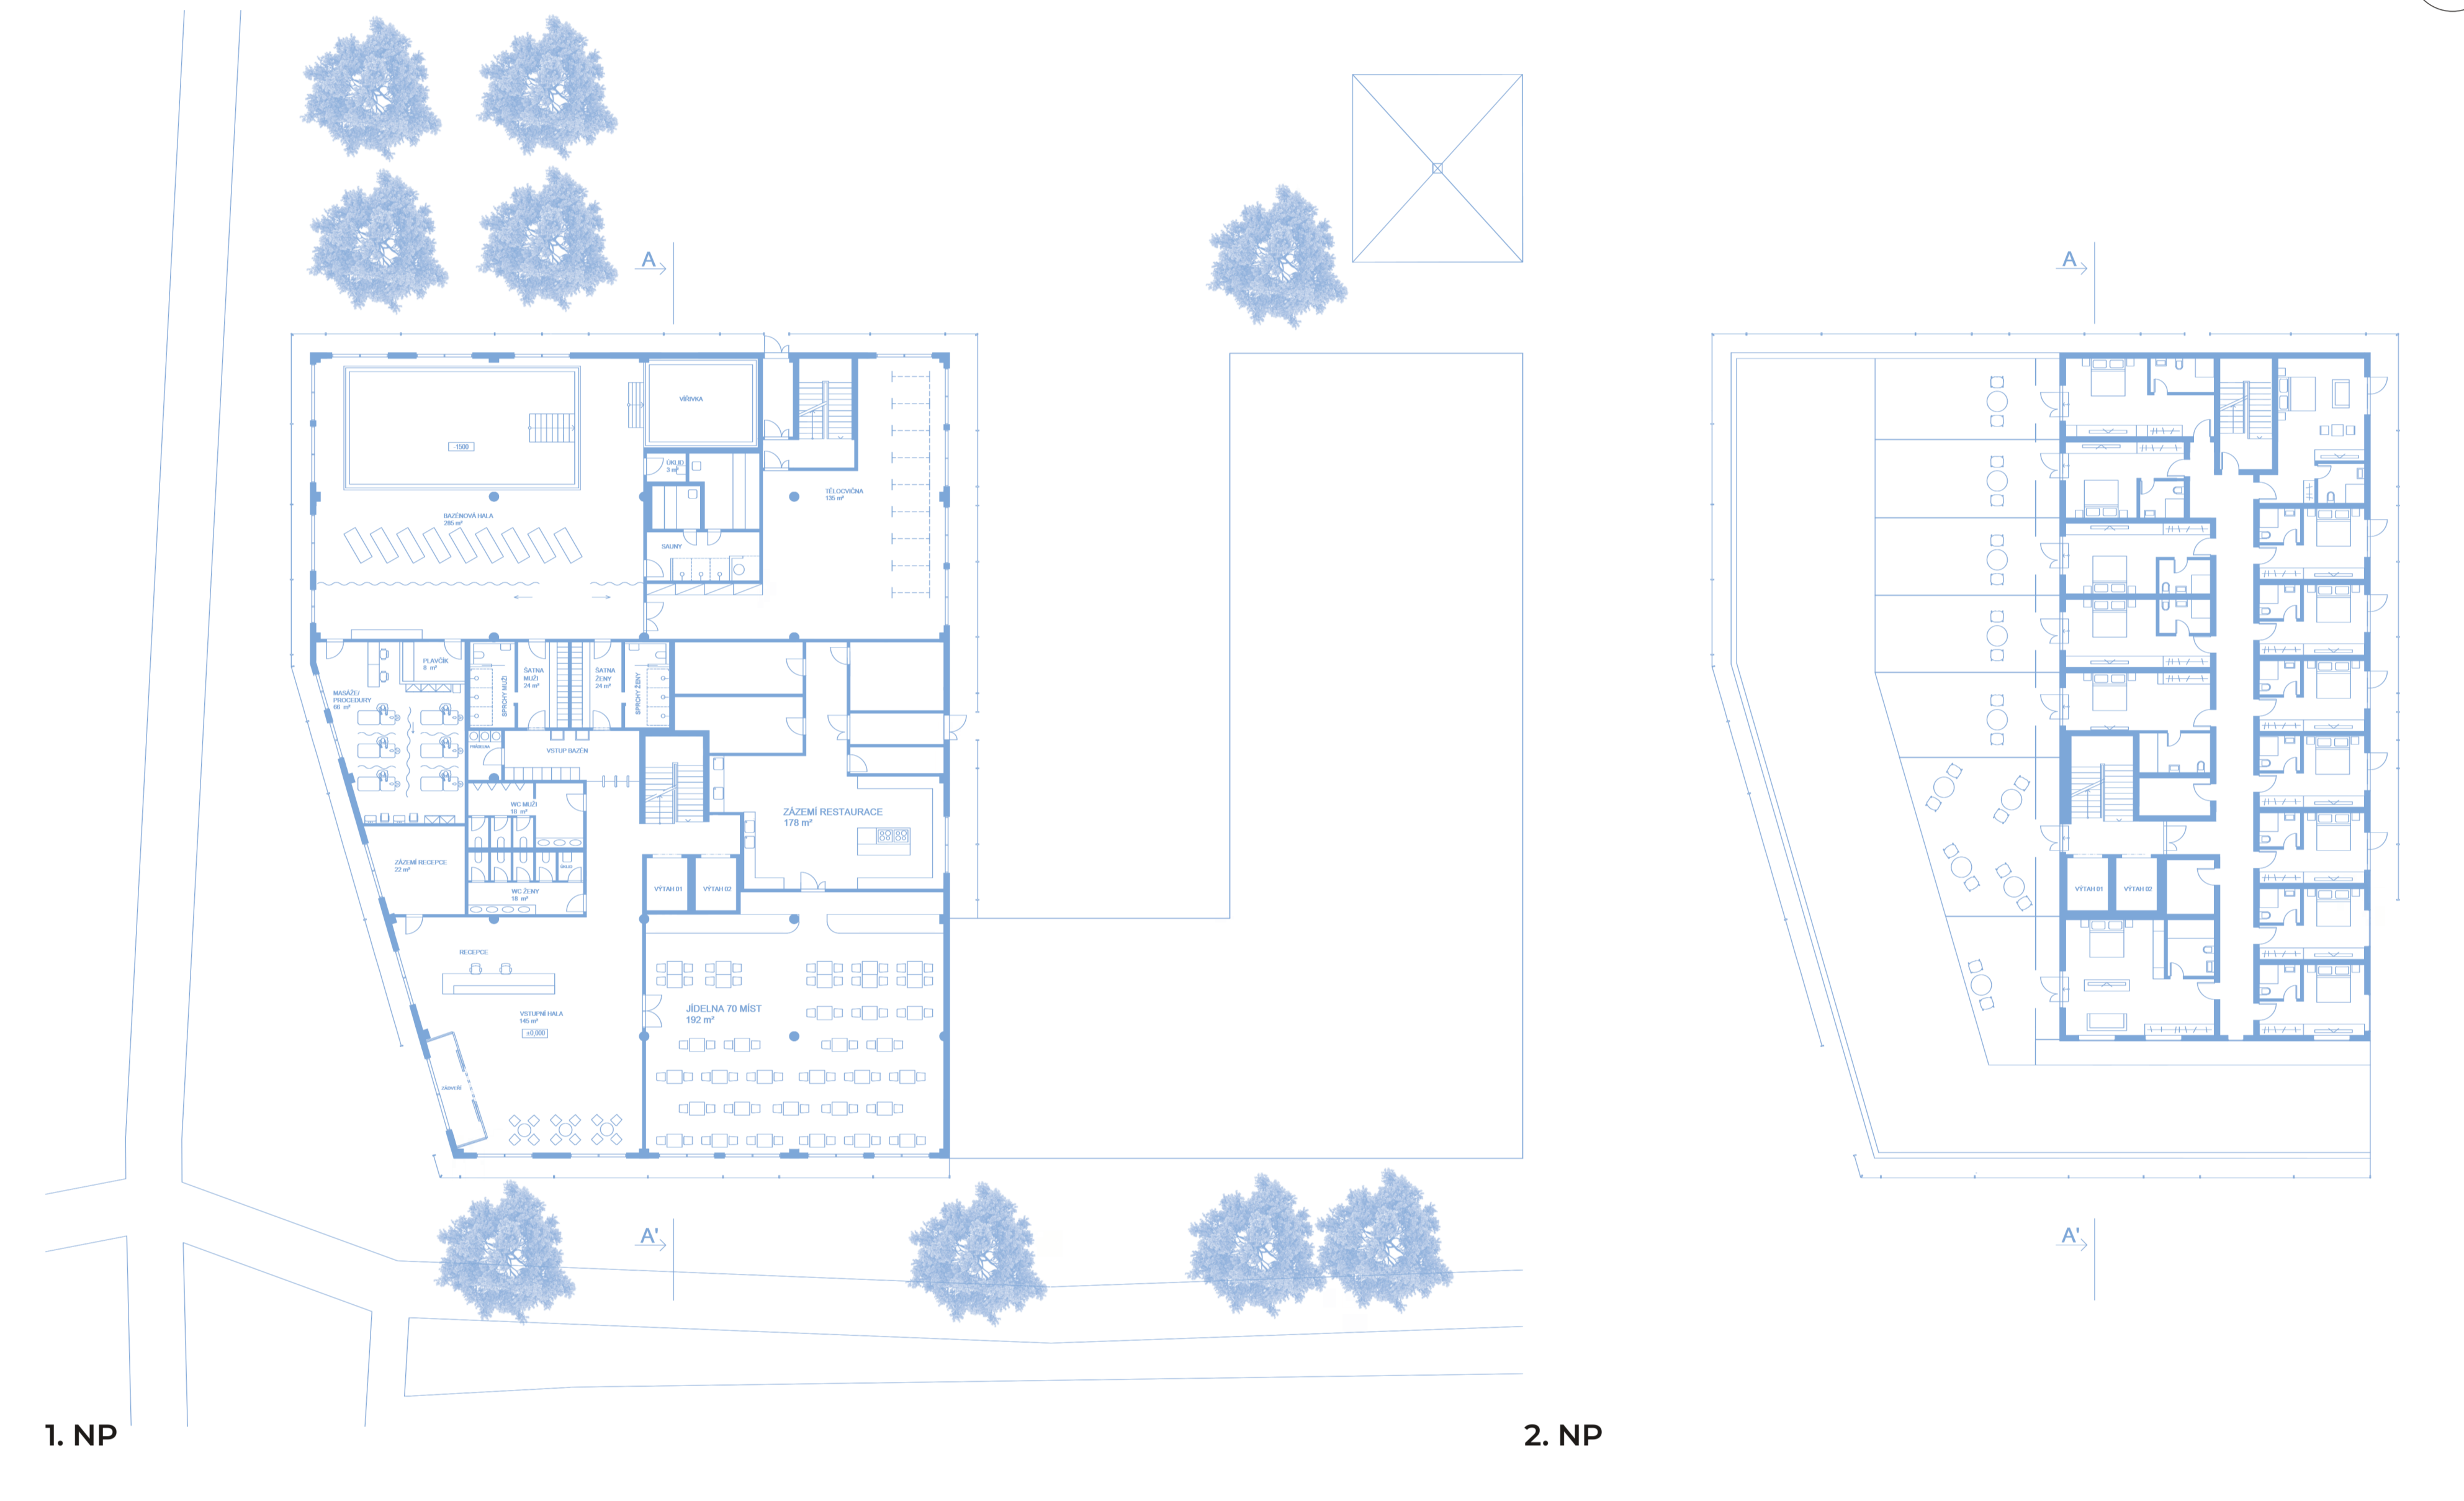 A
A
VÍŘIVKA
-1500
ÚKLID
3 m²
TĚLOCVIČNA
135 m²
BAZÉNOVÁ HALA
285 m²
SAUNY
PLAVČÍK
8 m²
ŠATNA
MUŽI
24 m²
ŠATNA
ŽENY
24 m²
SPRCHY MUŽI
SPRCHY ŽENY
MASÁŽE/
PROCEDURY
66 m²
VSTUP BAZÉN
WC MUŽI
18 m²
ZÁZEMÍ RESTAURACE
178 m²
ZÁZEMÍ RECEPCE
22 m²
ÚKLID
WC ŽENY
18 m²
VÝTAH 01
VÝTAH 02
VÝTAH 01
VÝTAH 02
RECEPCE
JÍDELNA 70 MÍST
192 m²
VSTUPNÍ HALA
145 m²
±0,000
ZÁDVEŘÍ
A'
A'
1. NP
2. NP